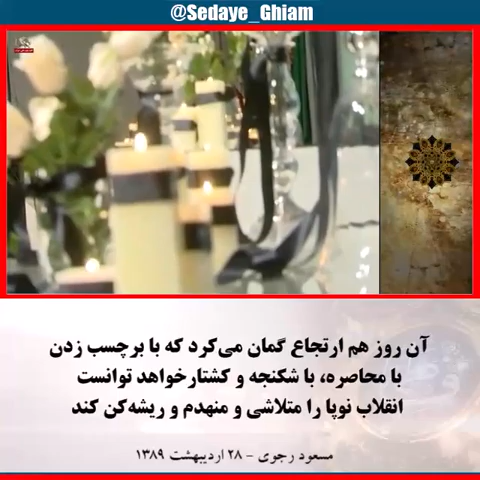 @Sedaye_Ghiam
آن روز هم ارتجاع گمان می‌کرد که با برچسب زدن
با محاصره، با شکنجه و کشتارخواهد توانست
انقلاب نوپا را متلاشی و منهدم و ریشه‌کن کند
مسعود رجوی - ۲۸ اردیبهشت ۱۳۸۹